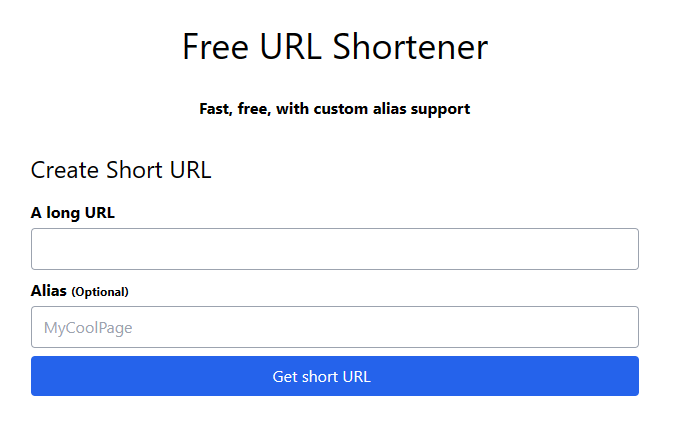 Free URL Shortener
Fast, free, with custom alias support
Create Short URL
A long URL
Alias (Optional)
MyCoolPage
Get short URL